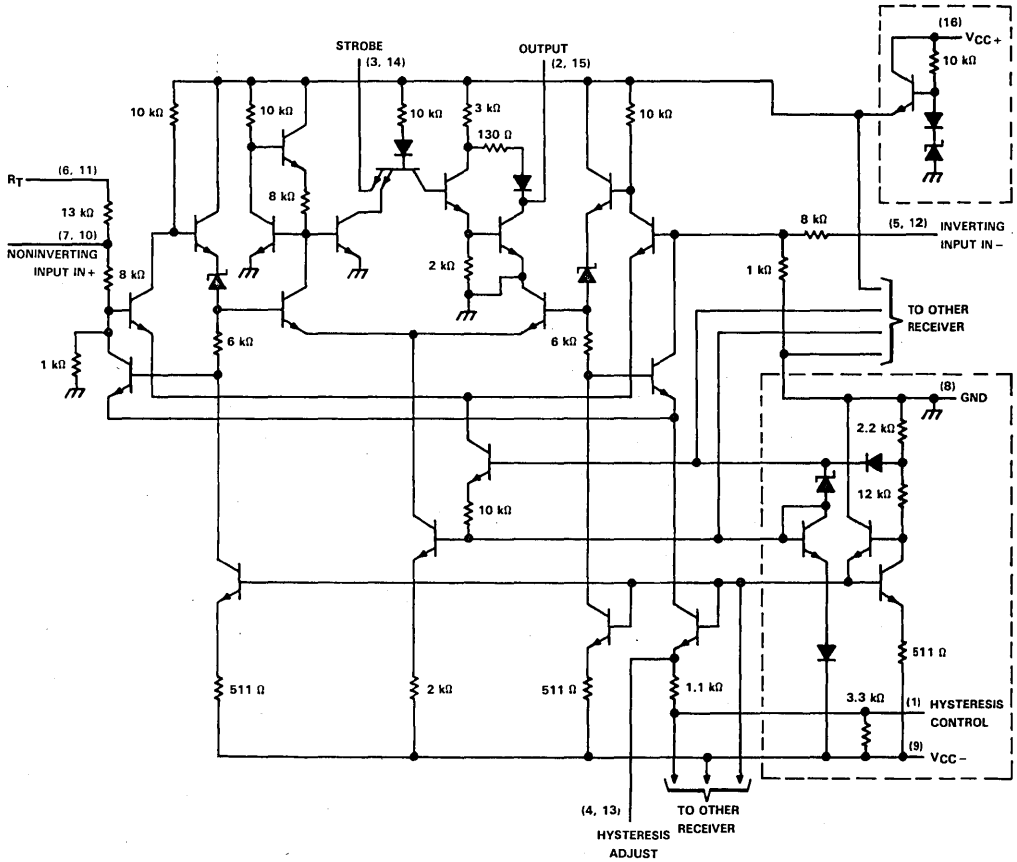 (16)
VCC+
10 kΩ
STROBE
(3, 14)
OUTPUT
(2, 15)
10 kΩ
10 kΩ
10 kΩ
3 kΩ
130 Ω
10 kΩ
(6, 11)
RT
13 kΩ
8 kΩ
(7, 10)
NONINVERTING
INPUT IN+
8 kΩ
2 kΩ
8 kΩ
(5, 12)
INVERTING
INPUT IN−
1 kΩ
TO OTHER
RECEIVER
6 kΩ
6 kΩ
1 kΩ
(8)
GND
2.2 kΩ
12 kΩ
10 kΩ
511 Ω
511 Ω
2 kΩ
511 Ω
1.1 kΩ
3.3 kΩ
(1)
HYSTERESIS
CONTROL
(9)
VCC−
(4, 13)
HYSTERESIS
ADJUST
TO OTHER
RECEIVER